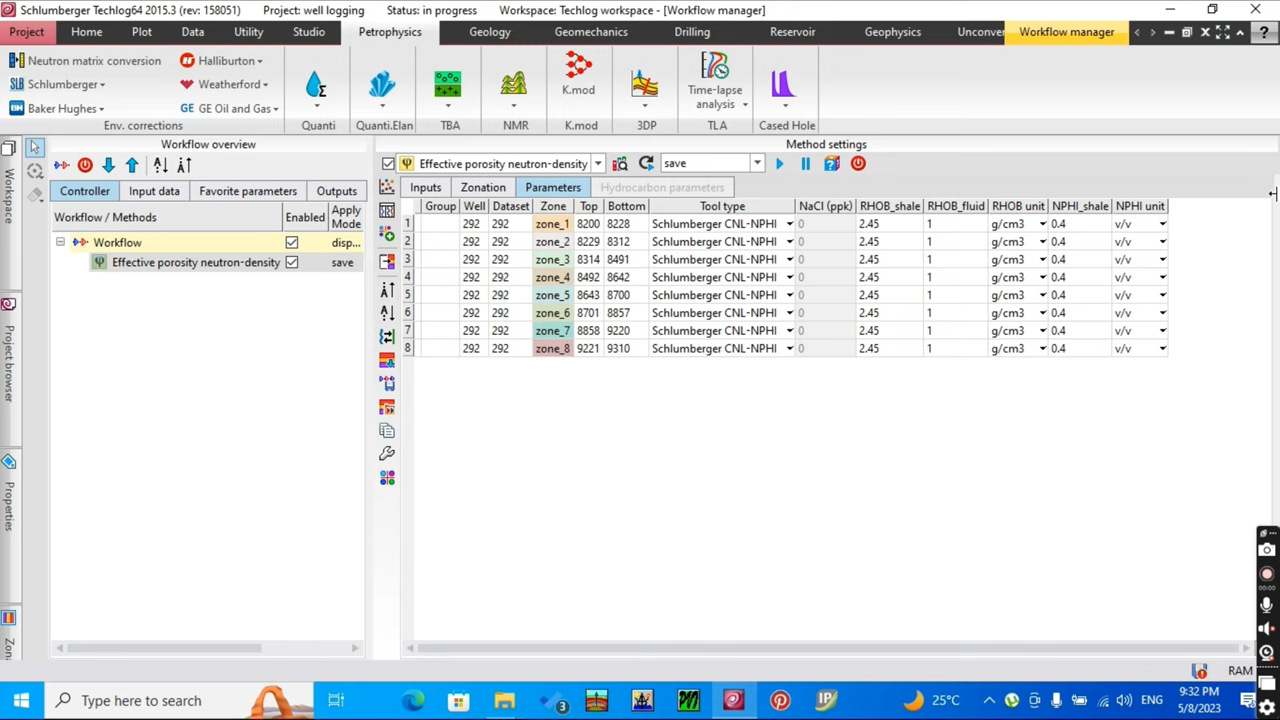 Schlumberger Techlog64 2015.3 (rev: 158051) Project: well logging Status: in progress Workspace: Techlog workspace - [Workflow manager]
Project Home Plot Data Utility Studio Petrophysics Geology Geomechanics Drilling Reservoir Geophysics Unconver Workflow manager
Neutron matrix conversion Halliburton
SLB Schlumberger Weatherford
BH Baker Hughes GE GE Oil and Gas
K.mod Time-lapse analysis
Env. corrections Quanti Quanti.Elan TBA NMR K.mod 3DP TLA Cased Hole
Workflow overview Method settings
Effective porosity neutron-density save
Controller Input data Favorite parameters Outputs
Inputs Zonation Parameters Hydrocarbon parameters
Workflow / Methods Enabled Apply Mode
Workflow disp...
Effective porosity neutron-density save
Group Well Dataset Zone Top Bottom Tool type NaCl (ppk) RHOB_shale RHOB_fluid RHOB unit NPHI_shale NPHI unit
1 292 292 zone_1 8200 8228 Schlumberger CNL-NPHI 0 2.45 1 g/cm3 0.4 v/v
2 292 292 zone_2 8229 8312 Schlumberger CNL-NPHI 0 2.45 1 g/cm3 0.4 v/v
3 292 292 zone_3 8314 8491 Schlumberger CNL-NPHI 0 2.45 1 g/cm3 0.4 v/v
4 292 292 zone_4 8492 8642 Schlumberger CNL-NPHI 0 2.45 1 g/cm3 0.4 v/v
5 292 292 zone_5 8643 8700 Schlumberger CNL-NPHI 0 2.45 1 g/cm3 0.4 v/v
6 292 292 zone_6 8701 8857 Schlumberger CNL-NPHI 0 2.45 1 g/cm3 0.4 v/v
7 292 292 zone_7 8858 9220 Schlumberger CNL-NPHI 0 2.45 1 g/cm3 0.4 v/v
8 292 292 zone_8 9221 9310 Schlumberger CNL-NPHI 0 2.45 1 g/cm3 0.4 v/v
Workspace
Project browser
Properties
Zon
RAM
Type here to search
3
25°C
ENG
9:32 PM
5/8/2023